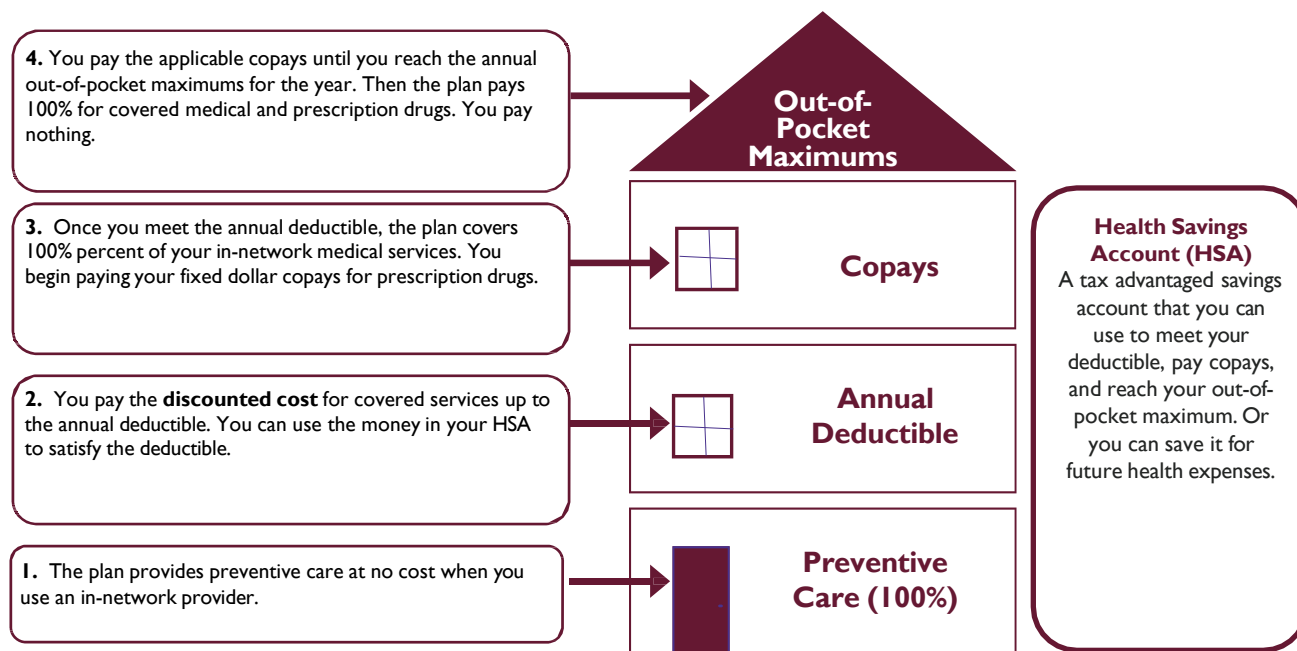 4. You pay the applicable copays until you reach the annual
out-of-pocket maximums for the year. Then the plan pays
100% for covered medical and prescription drugs. You pay
nothing.
Out-of-
Pocket
Maximums
3. Once you meet the annual deductible, the plan covers
100% percent of your in-network medical services. You
begin paying your fixed dollar copays for prescription drugs.
Copays
2. You pay the discounted cost for covered services up to
the annual deductible. You can use the money in your HSA
to satisfy the deductible.
Annual
Deductible
1. The plan provides preventive care at no cost when you
use an in-network provider.
Preventive
Care (100%)
Health Savings
Account (HSA)
A tax advantaged savings
account that you can
use to meet your
deductible, pay copays,
and reach your out-of-
pocket maximum. Or
you can save it for
future health expenses.